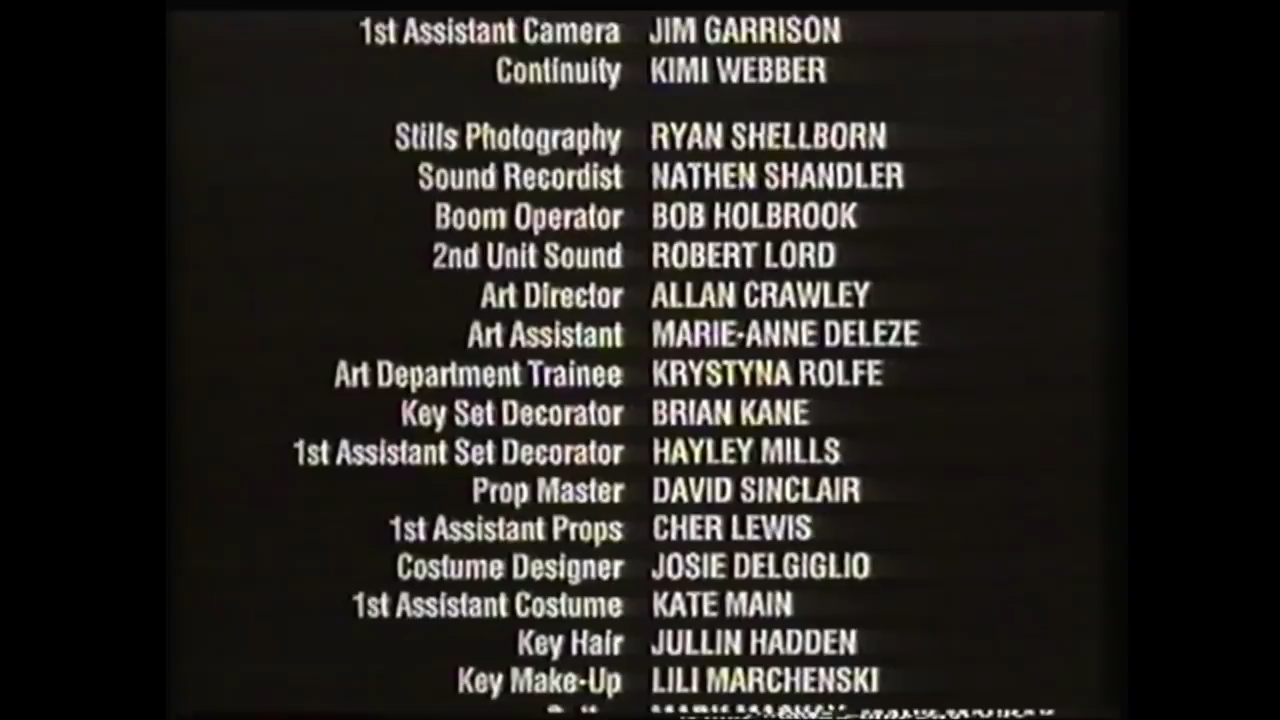 1st Assistant Camera JIM GARRISON
Continuity KIMI WEBBER
Stills Photography RYAN SHELLBORN
Sound Recordist NATHEN SHANDLER
Boom Operator BOB HOLBROOK
2nd Unit Sound ROBERT LORD
Art Director ALLAN CRAWLEY
Art Assistant MARIE-ANNE DELEZE
Art Department Trainee KRYSTYNA ROLFE
Key Set Decorator BRIAN KANE
1st Assistant Set Decorator HAYLEY MILLS
Prop Master DAVID SINCLAIR
1st Assistant Props CHER LEWIS
Costume Designer JOSIE DELGIGLIO
1st Assistant Costume KATE MAIN
Key Hair JULLIN HADDEN
Key Make-Up LILI MARCHENSKI